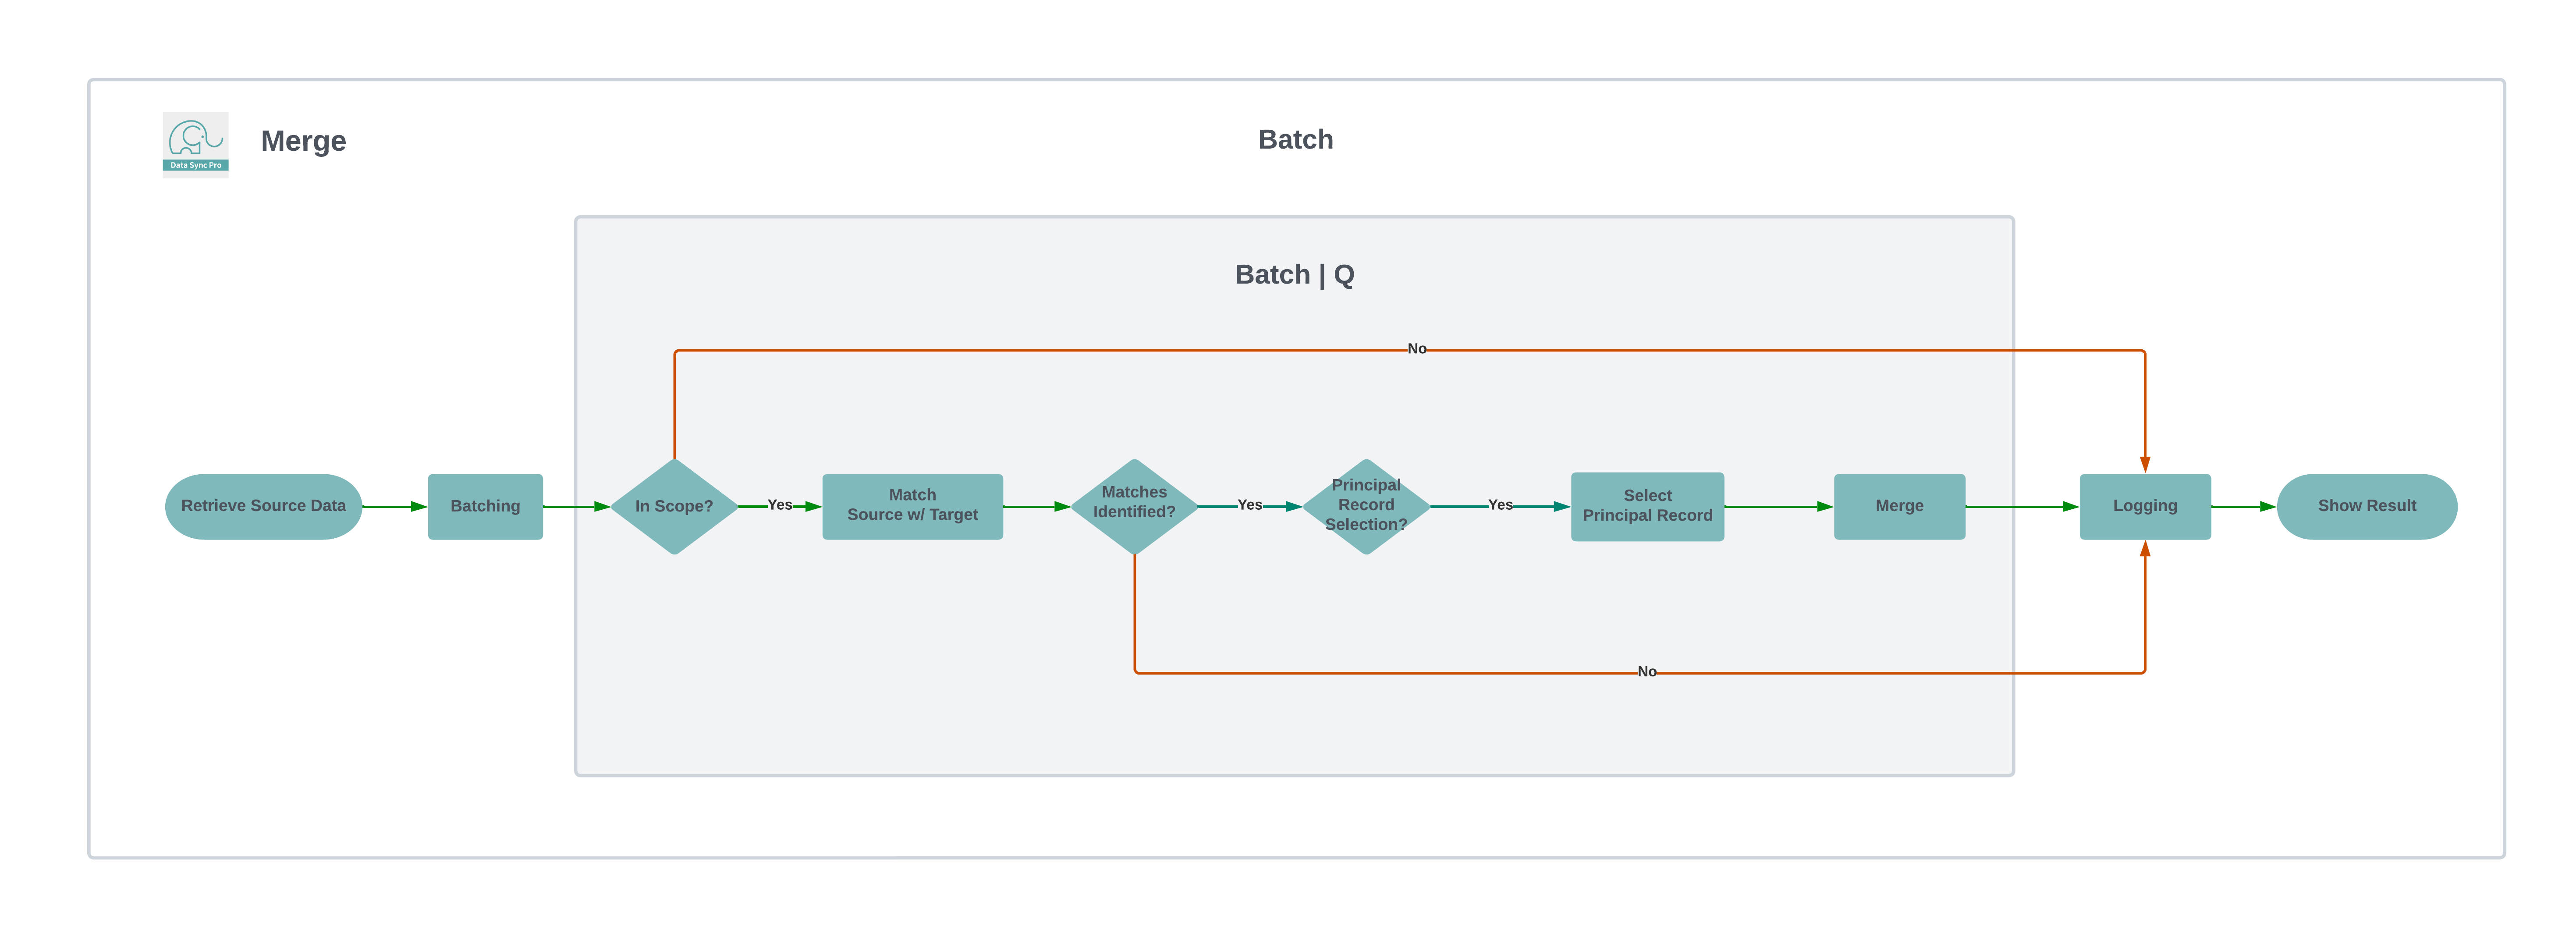 Data Sync Pro
Merge
Batch
Batch | Q
No
Retrieve Source Data
Batching
In Scope?
Yes
Match
Source w/ Target
Matches
Identified?
Yes
Principal
Record
Selection?
Yes
Select
Principal Record
Merge
Logging
Show Result
No